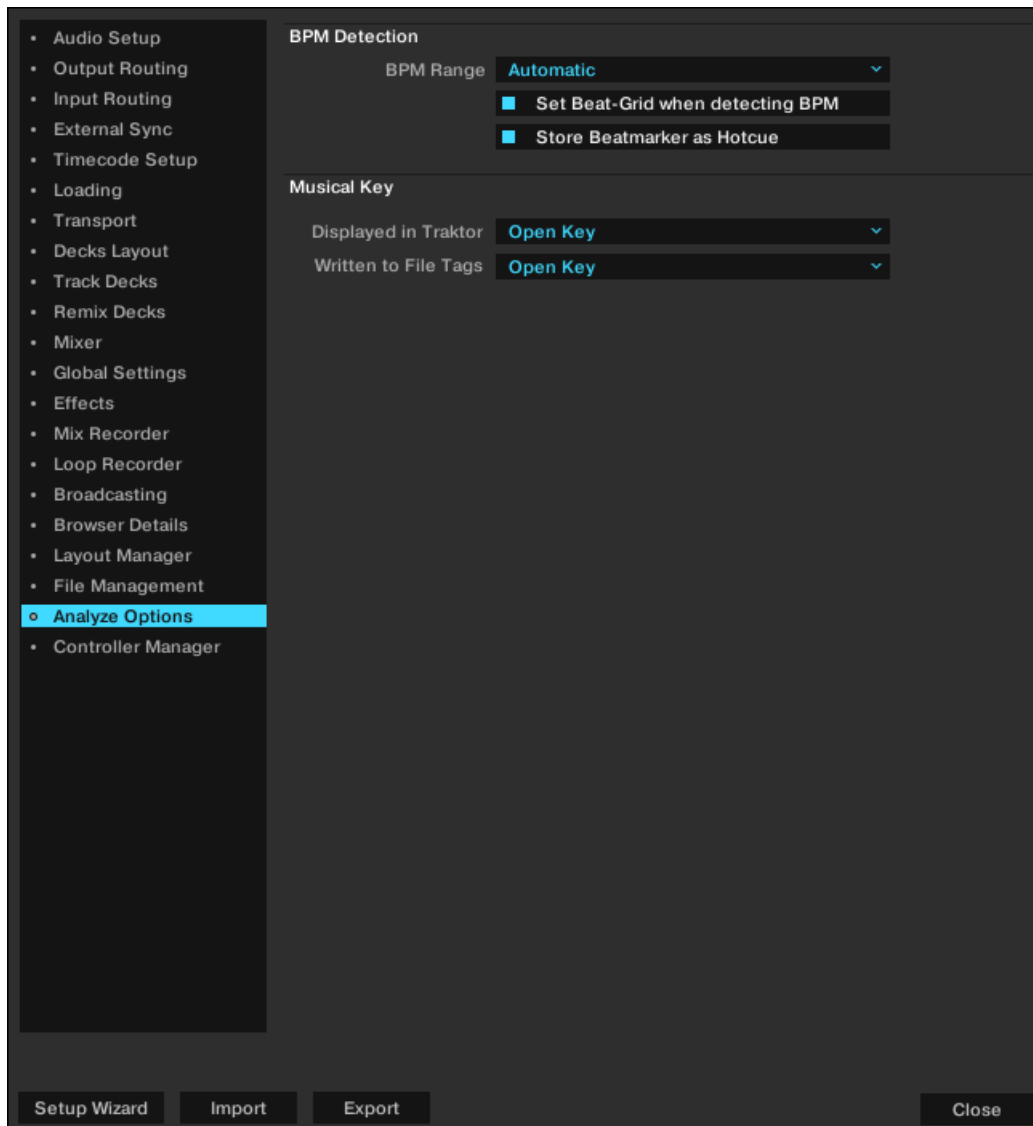 Audio Setup
Output Routing
Input Routing
External Sync
Timecode Setup
Loading
Transport
Decks Layout
Track Decks
Remix Decks
Mixer
Global Settings
Effects
Mix Recorder
Loop Recorder
Broadcasting
Browser Details
Layout Manager
File Management
Analyze Options
Controller Manager
BPM Detection
BPM Range Automatic
Set Beat-Grid when detecting BPM
Store Beatmarker as Hotcue
Musical Key
Displayed in Traktor Open Key
Written to File Tags Open Key
Setup Wizard Import Export Close